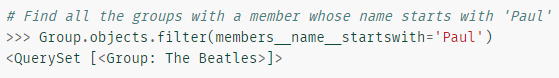 # Find all the groups with a member whose name starts with 'Paul'
>>> Group.objects.filter(members__name__startswith='Paul')
<QuerySet [<Group: The Beatles>]>